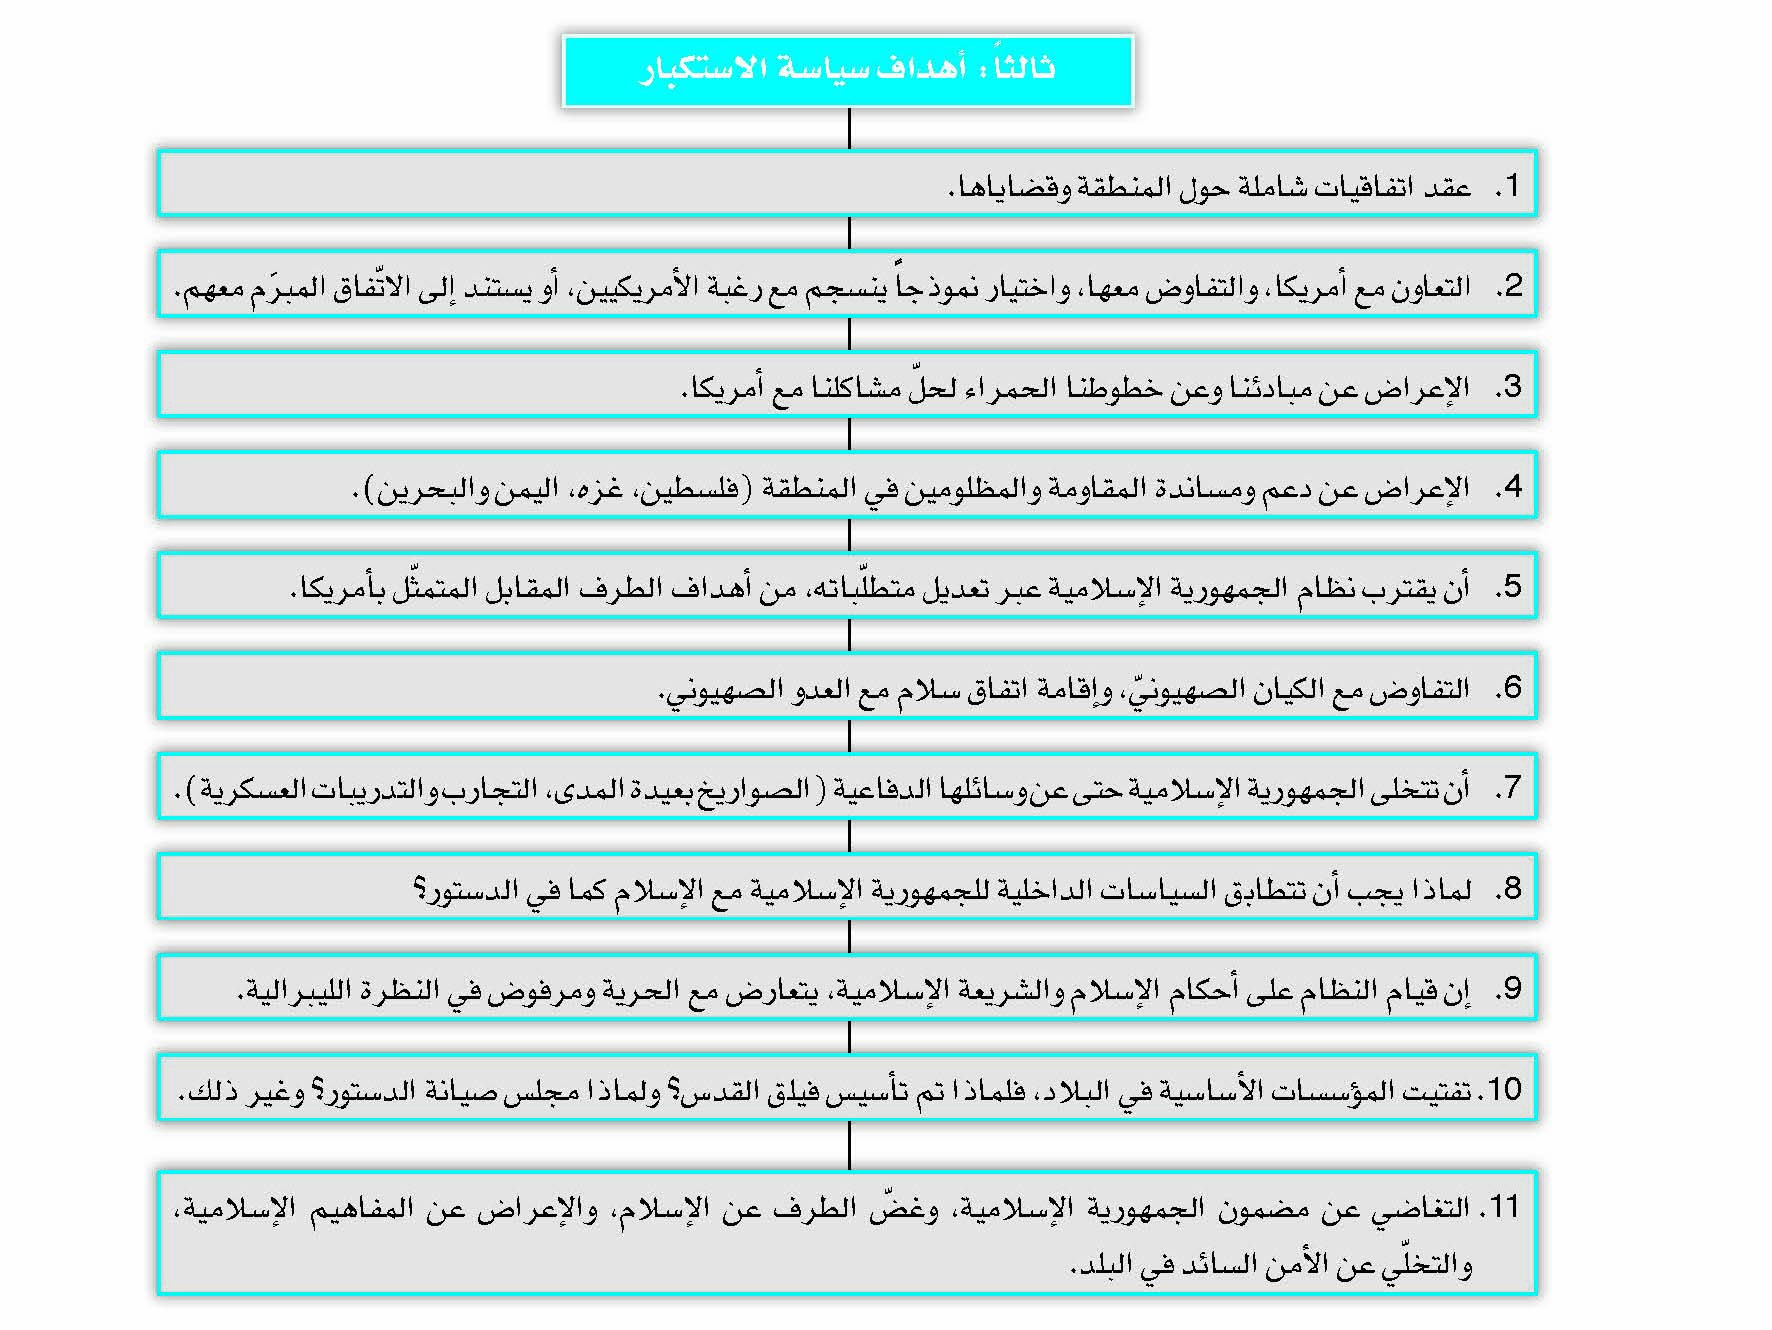 ثالثاً: أهداف سياسة الاستكبار
1. عقد اتفاقيات شاملة حول المنطقة وقضاياها.
2. التعاون مع أمريكا، والتفاوض معها، واختيار نموذجاً ينسجم مع رغبة الأمريكيين، أو يستند إلى الاتّفاق المبرَم معهم.
3. الإعراض عن مبادئنا وعن خطوطنا الحمراء لحلّ مشاكلنا مع أمريكا.
4. الإعراض عن دعم ومساندة المقاومة والمظلومين في المنطقة (فلسطين، غزه، اليمن والبحرين).
5. أن يقترب نظام الجمهورية الإسلامية عبر تعديل متطلّباته، من أهداف الطرف المقابل المتمثّل بأمريكا.
6. التفاوض مع الكيان الصهيونيّ، وإقامة اتفاق سلام مع العدو الصهيوني.
7. أن تتخلى الجمهورية الإسلامية حتى عن وسائلها الدفاعية (الصواريخ بعيدة المدى، التجارب والتدريبات العسكرية).
8. لماذا يجب أن تتطابق السياسات الداخلية للجمهورية الإسلامية مع الإسلام كما في الدستور؟
9. إن قيام النظام على أحكام الإسلام والشريعة الإسلامية، يتعارض مع الحرية ومرفوض في النظرة الليبرالية.
10. تفتيت المؤسسات الأساسية في البلاد، فلماذا تم تأسيس فيلق القدس؟ ولماذا مجلس صيانة الدستور؟ وغير ذلك.
11. التغاضي عن مضمون الجمهورية الإسلامية، وغضّ الطرف عن الإسلام، والإعراض عن المفاهيم الإسلامية،
والتخلّي عن الأمن السائد في البلد.